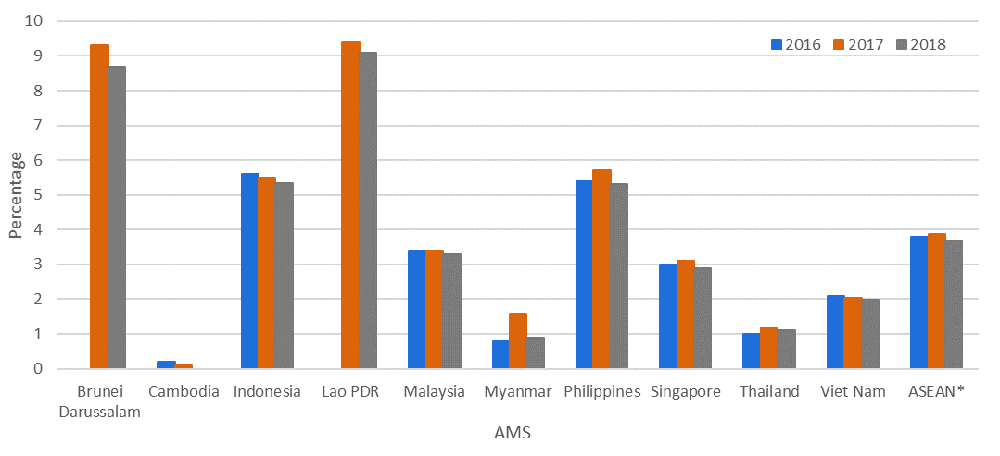 10
9
8
7
6
5
4
3
2
1
0
Percentage
2016 2017 2018
Brunei Darussalam
Cambodia
Indonesia
Lao PDR
Malaysia
Myanmar
Philippines
Singapore
Thailand
Viet Nam
ASEAN*
AMS